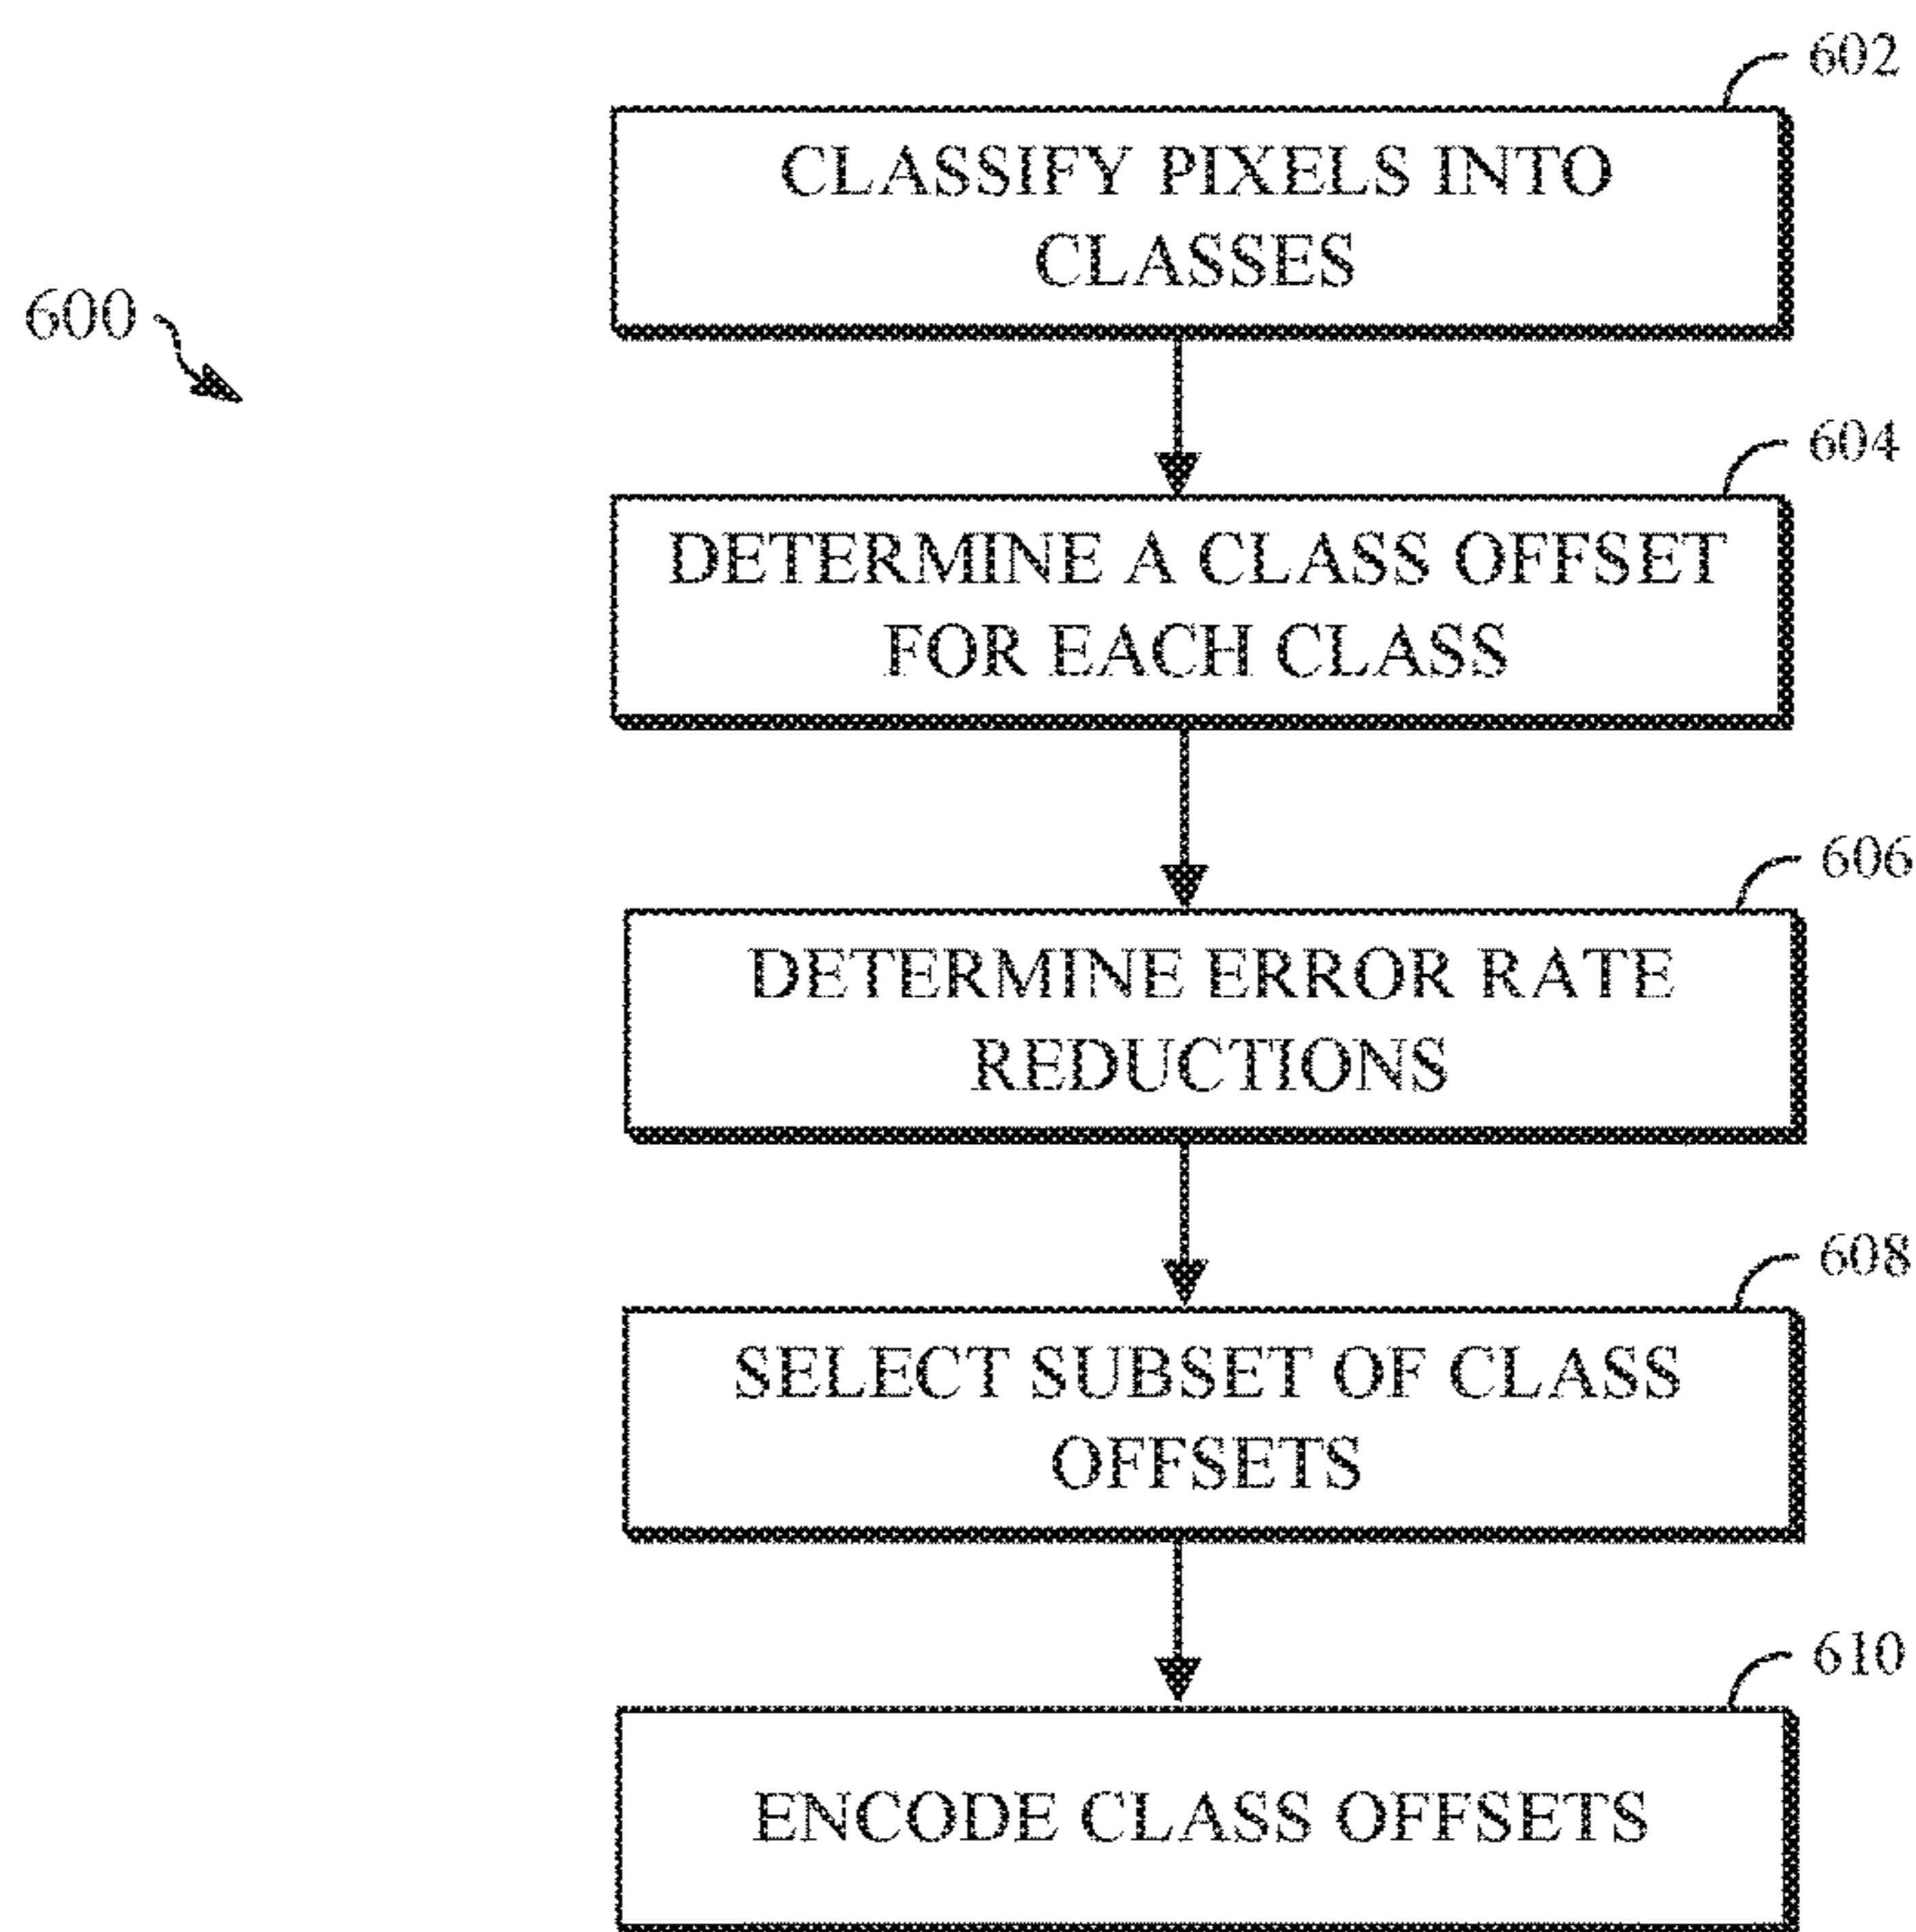 602
CLASSIFY PIXELS INTO
CLASSES
600
604
DETERMINE A CLASS OFFSET
FOR EACH CLASS
606
DETERMINE ERROR RATE
REDUCTIONS
608
SELECT SUBSET OF CLASS
OFFSETS
610
ENCODE CLASS OFFSETS